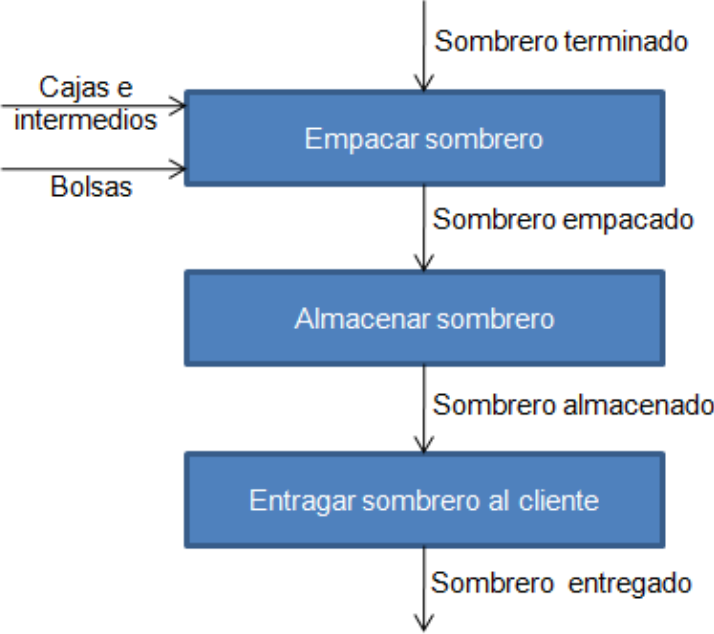 Sombrero terminado
Cajas e
intermedios
Empacar sombrero
Bolsas
Sombrero empacado
Almacenar sombrero
Sombrero almacenado
Entragar sombrero al cliente
Sombrero entregado